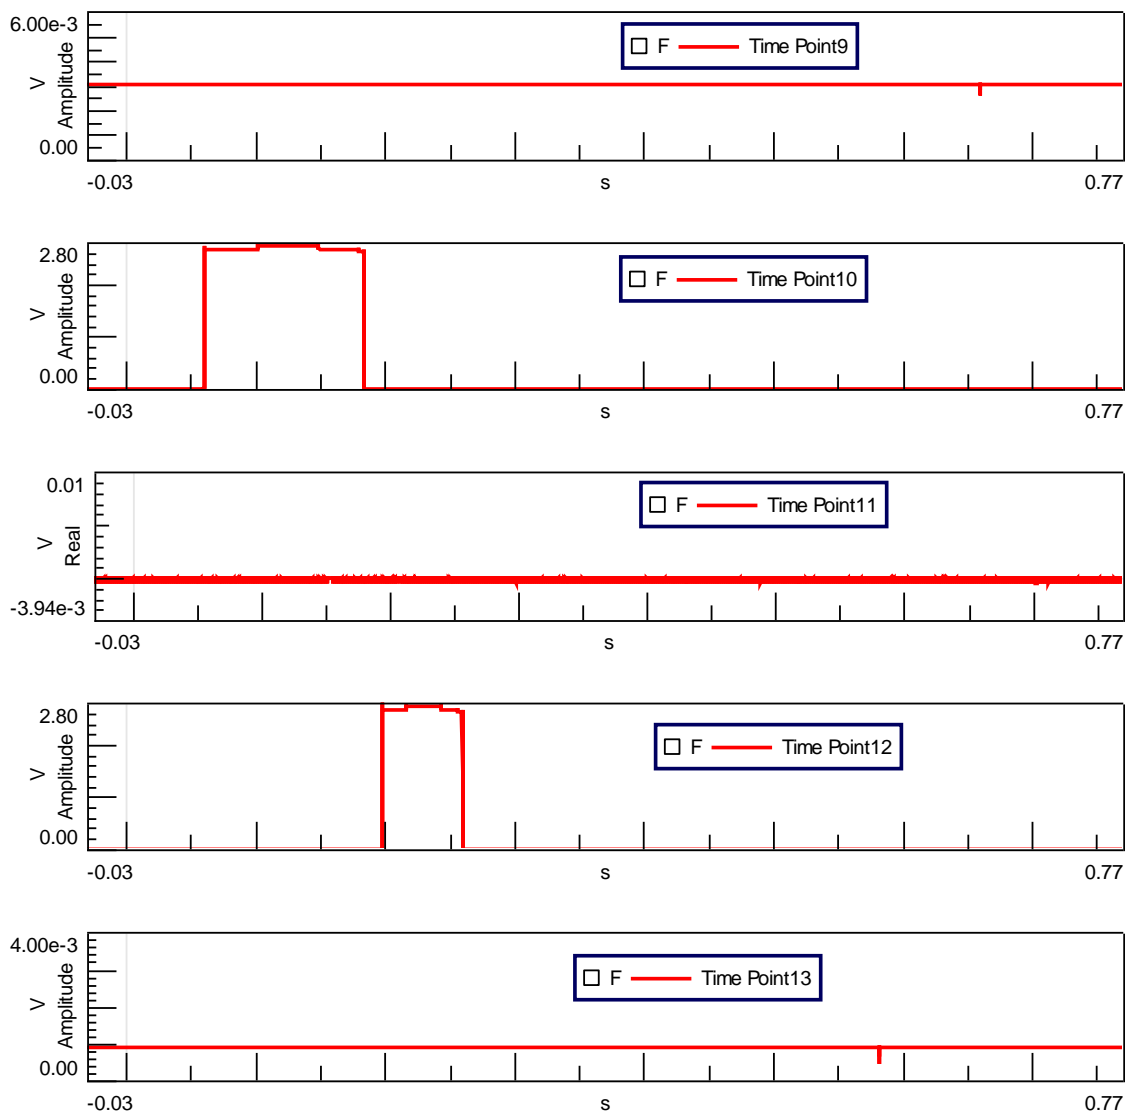 6.00e-3
F Time Point9
V
Amplitude
0.00
-0.03 s 0.77
2.80
F Time Point10
V
Amplitude
0.00
-0.03 s 0.77
0.01
F Time Point11
V
Real
-3.94e-3
-0.03 s 0.77
2.80
F Time Point12
V
Amplitude
0.00
-0.03 s 0.77
4.00e-3
F Time Point13
V
Amplitude
0.00
-0.03 s 0.77